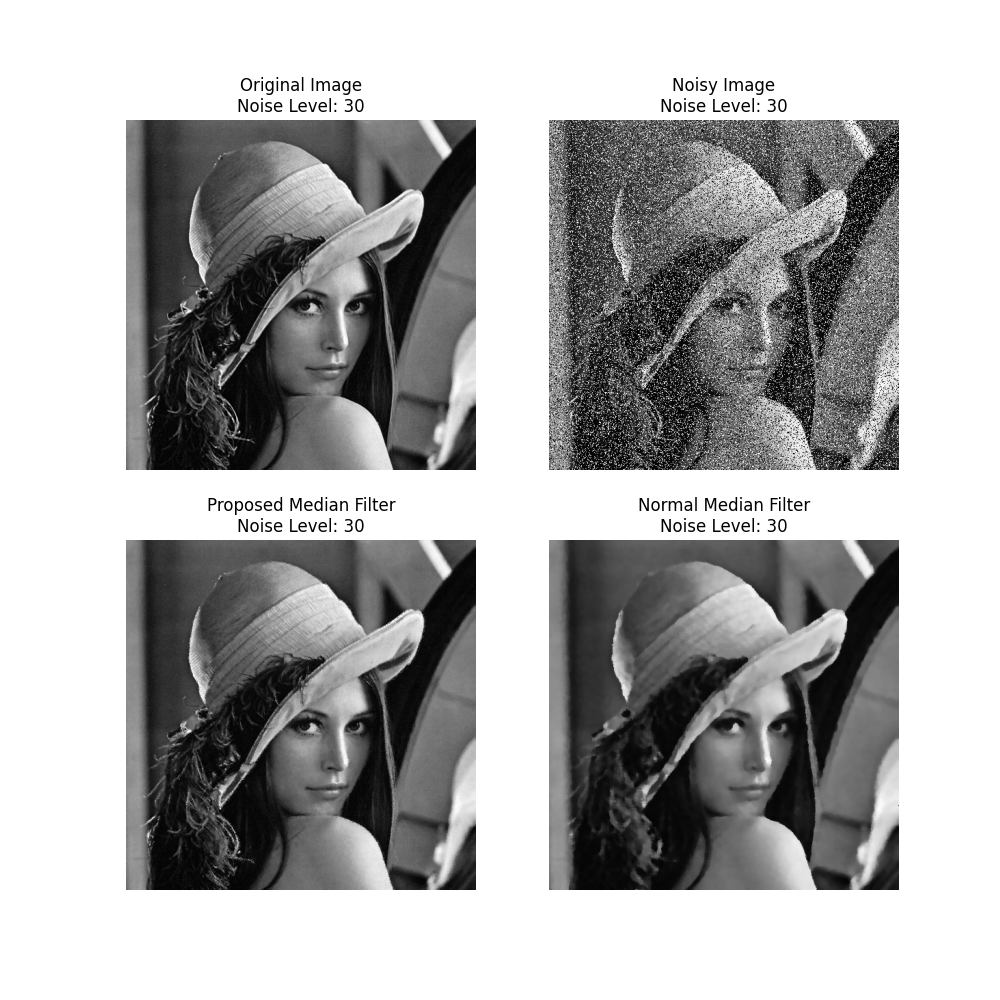 Original Image
Noise Level: 30
Noisy Image
Noise Level: 30
Proposed Median Filter
Noise Level: 30
Normal Median Filter
Noise Level: 30